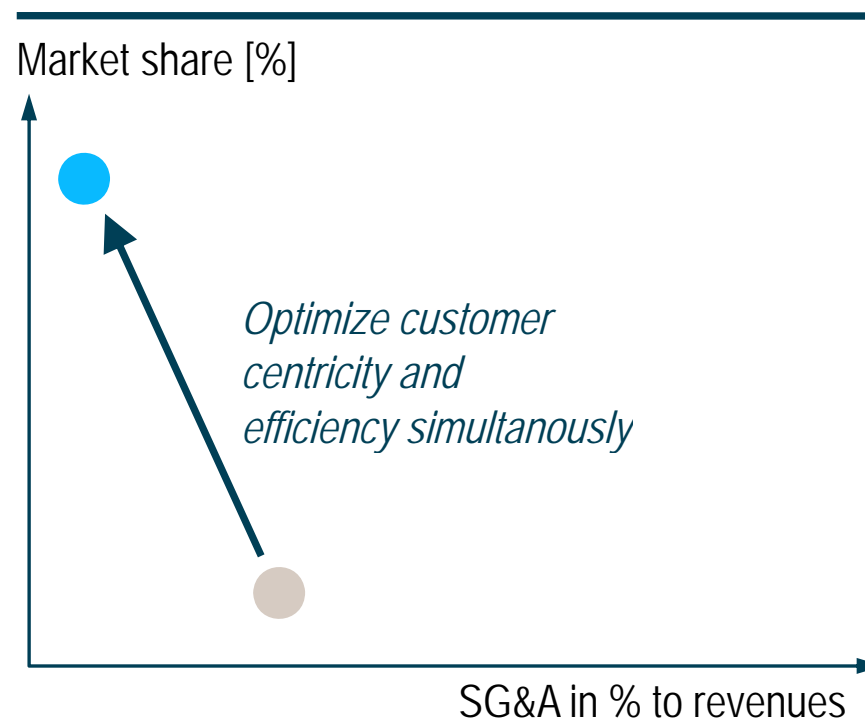 Market share [%]
Optimize customer
centricity and
efficiency simultanously
SG&A in % to revenues